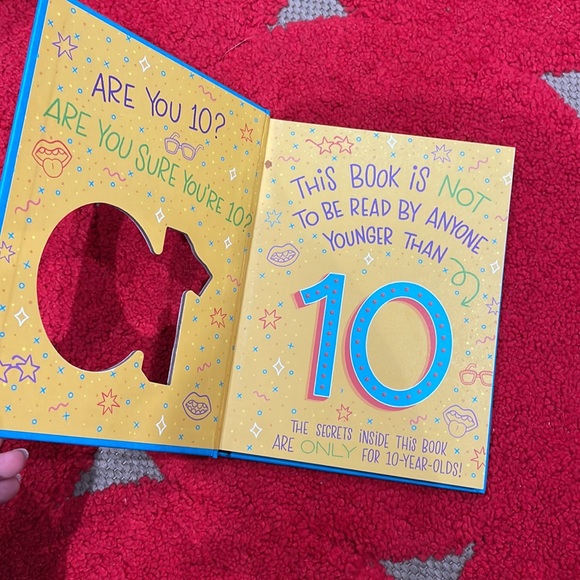 ARE YOU 10?
ARE YOU SURE YOU'RE 10?
THIS BOOK IS NOT
TO BE READ BY ANYONE
YOUNGER THAN
10
THE SECRETS INSIDE THIS BOOK
ARE ONLY FOR 10-YEAR-OLDS!